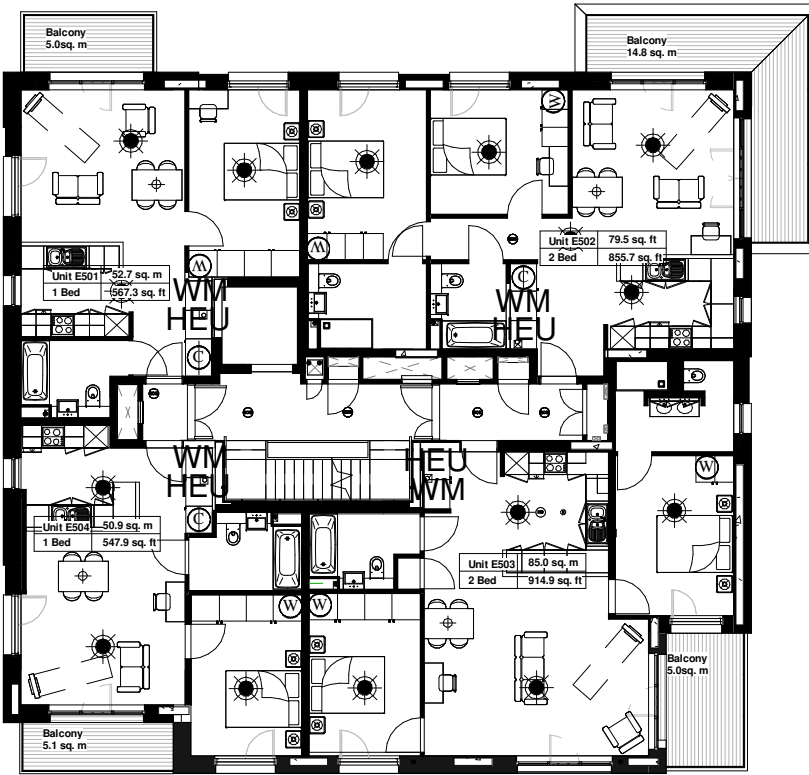 Balcony
5.0sq. m
Balcony
14.8 sq. m
W
W
W
Unit E502 79.5 sq. ft
2 Bed 855.7 sq. ft
Unit E501 52.7 sq. m
1 Bed 567.3 sq. ft
WM
HEU
C
WM
HEU
C
WM
HEU
C
HEU
WM
W
Unit E504 50.9 sq. m
1 Bed 547.9 sq. ft
Unit E503 85.0 sq. m
2 Bed 914.9 sq. ft
W
W
Balcony
5.0sq. m
Balcony
5.1 sq. m